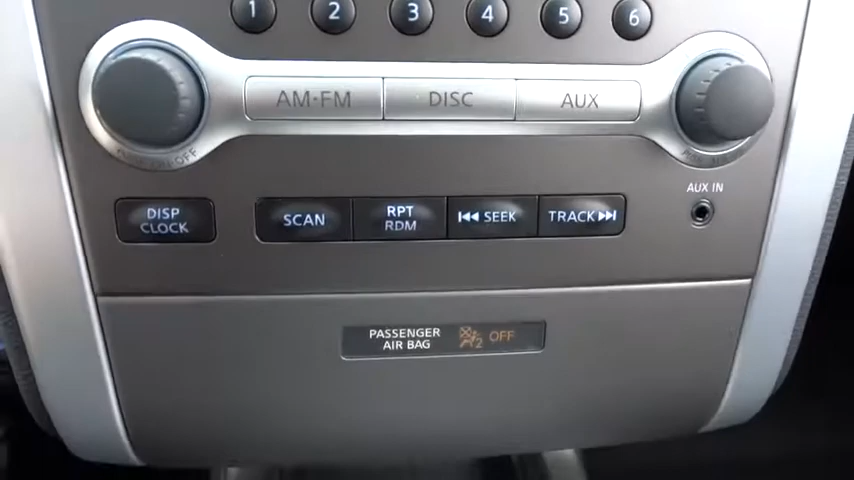 1 2 3 4 5 6
AM·FM DISC AUX
AUX IN
DISP
CLOCK
SCAN
RPT
RDM
SEEK
TRACK
PASSENGER
AIR BAG
2 OFF